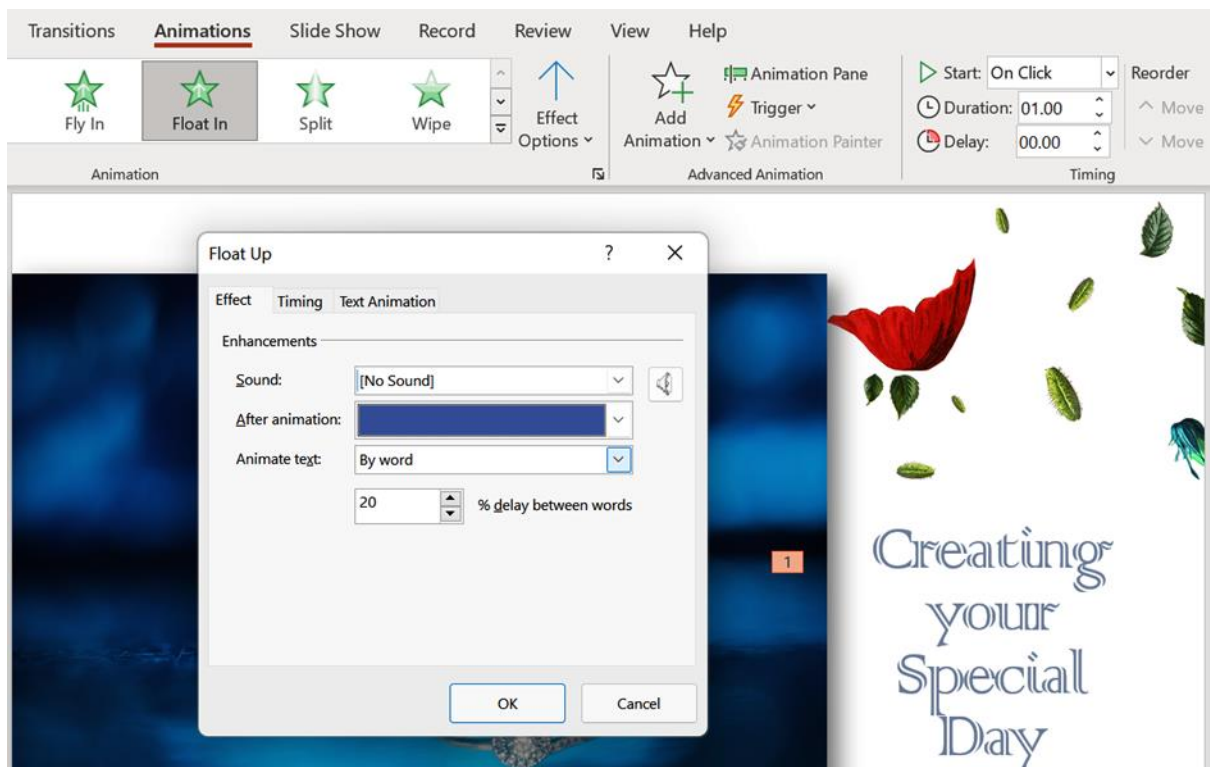 Transitions Animations Slide Show Record Review View Help
Fly In Float In Split Wipe
Effect Options
Add Animation
Animation Pane
Trigger
Animation Painter
Start: On Click
Duration: 01.00
Delay: 00.00
Reorder
Move
Move
Animation Advanced Animation Timing
Float Up ?
Effect Timing Text Animation
Enhancements
Sound: [No Sound]
After animation:
Animate text: By word
20 % delay between words
OK Cancel
1
Creating
your
Special
Day